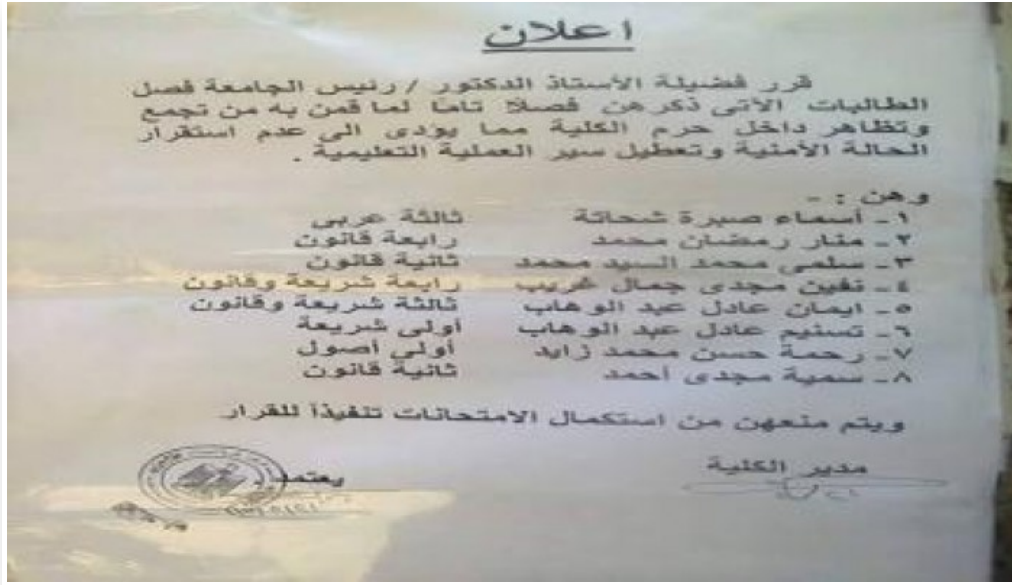 اعلان
قرر فضيلة الأستاذ الدكتور / رئيس الجامعة فصل
الطالبات الآتى ذكرهن فصلاً تاماً لما قمن به من تجمع
وتظاهر داخل حرم الكلية مما يؤدى الى عدم استقرار
الحالة الأمنية وتعطيل سير العملية التعليمية .
وهن : -
١- أسماء صبرة شحاتة ثالثة عربى
٢- منار رمضان محمد رابعة قانون
٣- سلمى محمد السيد محمد ثانية قانون
٤- نفين مجدى جمال غريب رابعة شريعة وقانون
٥- ايمان عادل عبد الوهاب ثالثة شريعة وقانون
٦- تسنيم عادل عبد الوهاب أولى شريعة
٧- رحمة حسن محمد زايد أولى أصول
٨- سمية مجدى أحمد ثانية قانون
ويتم منعهن من استكمال الامتحانات تنفيذاً للقرار
مدير الكلية
يعتمد